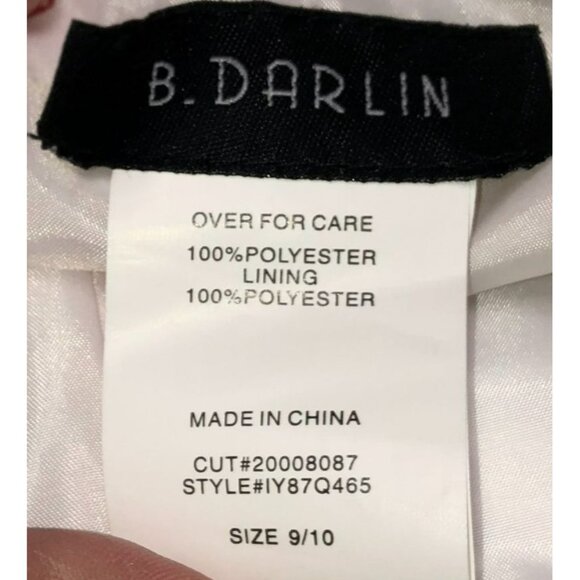 B. DARLIN
OVER FOR CARE
100%POLYESTER
LINING
100%POLYESTER
MADE IN CHINA
CUT#20008087
STYLE#IY87Q465
SIZE 9/10